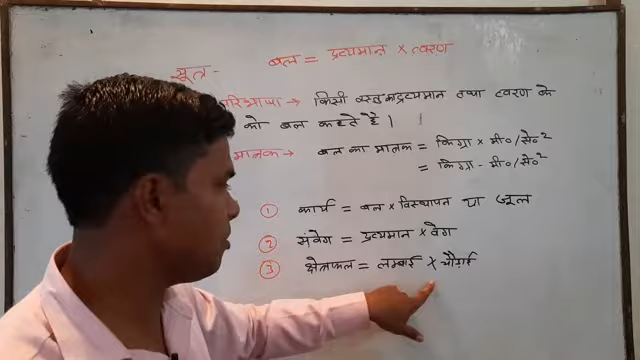 सूत्र - बल = द्रव्यमान × त्वरण
परिभाषा → किसी वस्तु के द्रव्यमान तथा त्वरण के
को बल कहते है।
मात्रक → बल का मात्रक = किग्रा × मी०/से०²
= किग्रा - मी०/से०²
① कार्य = बल × विस्थापन या जूल
② संवेग = द्रव्यमान × वेग
③ क्षेत्रफल = लम्बाई × चौड़ाई